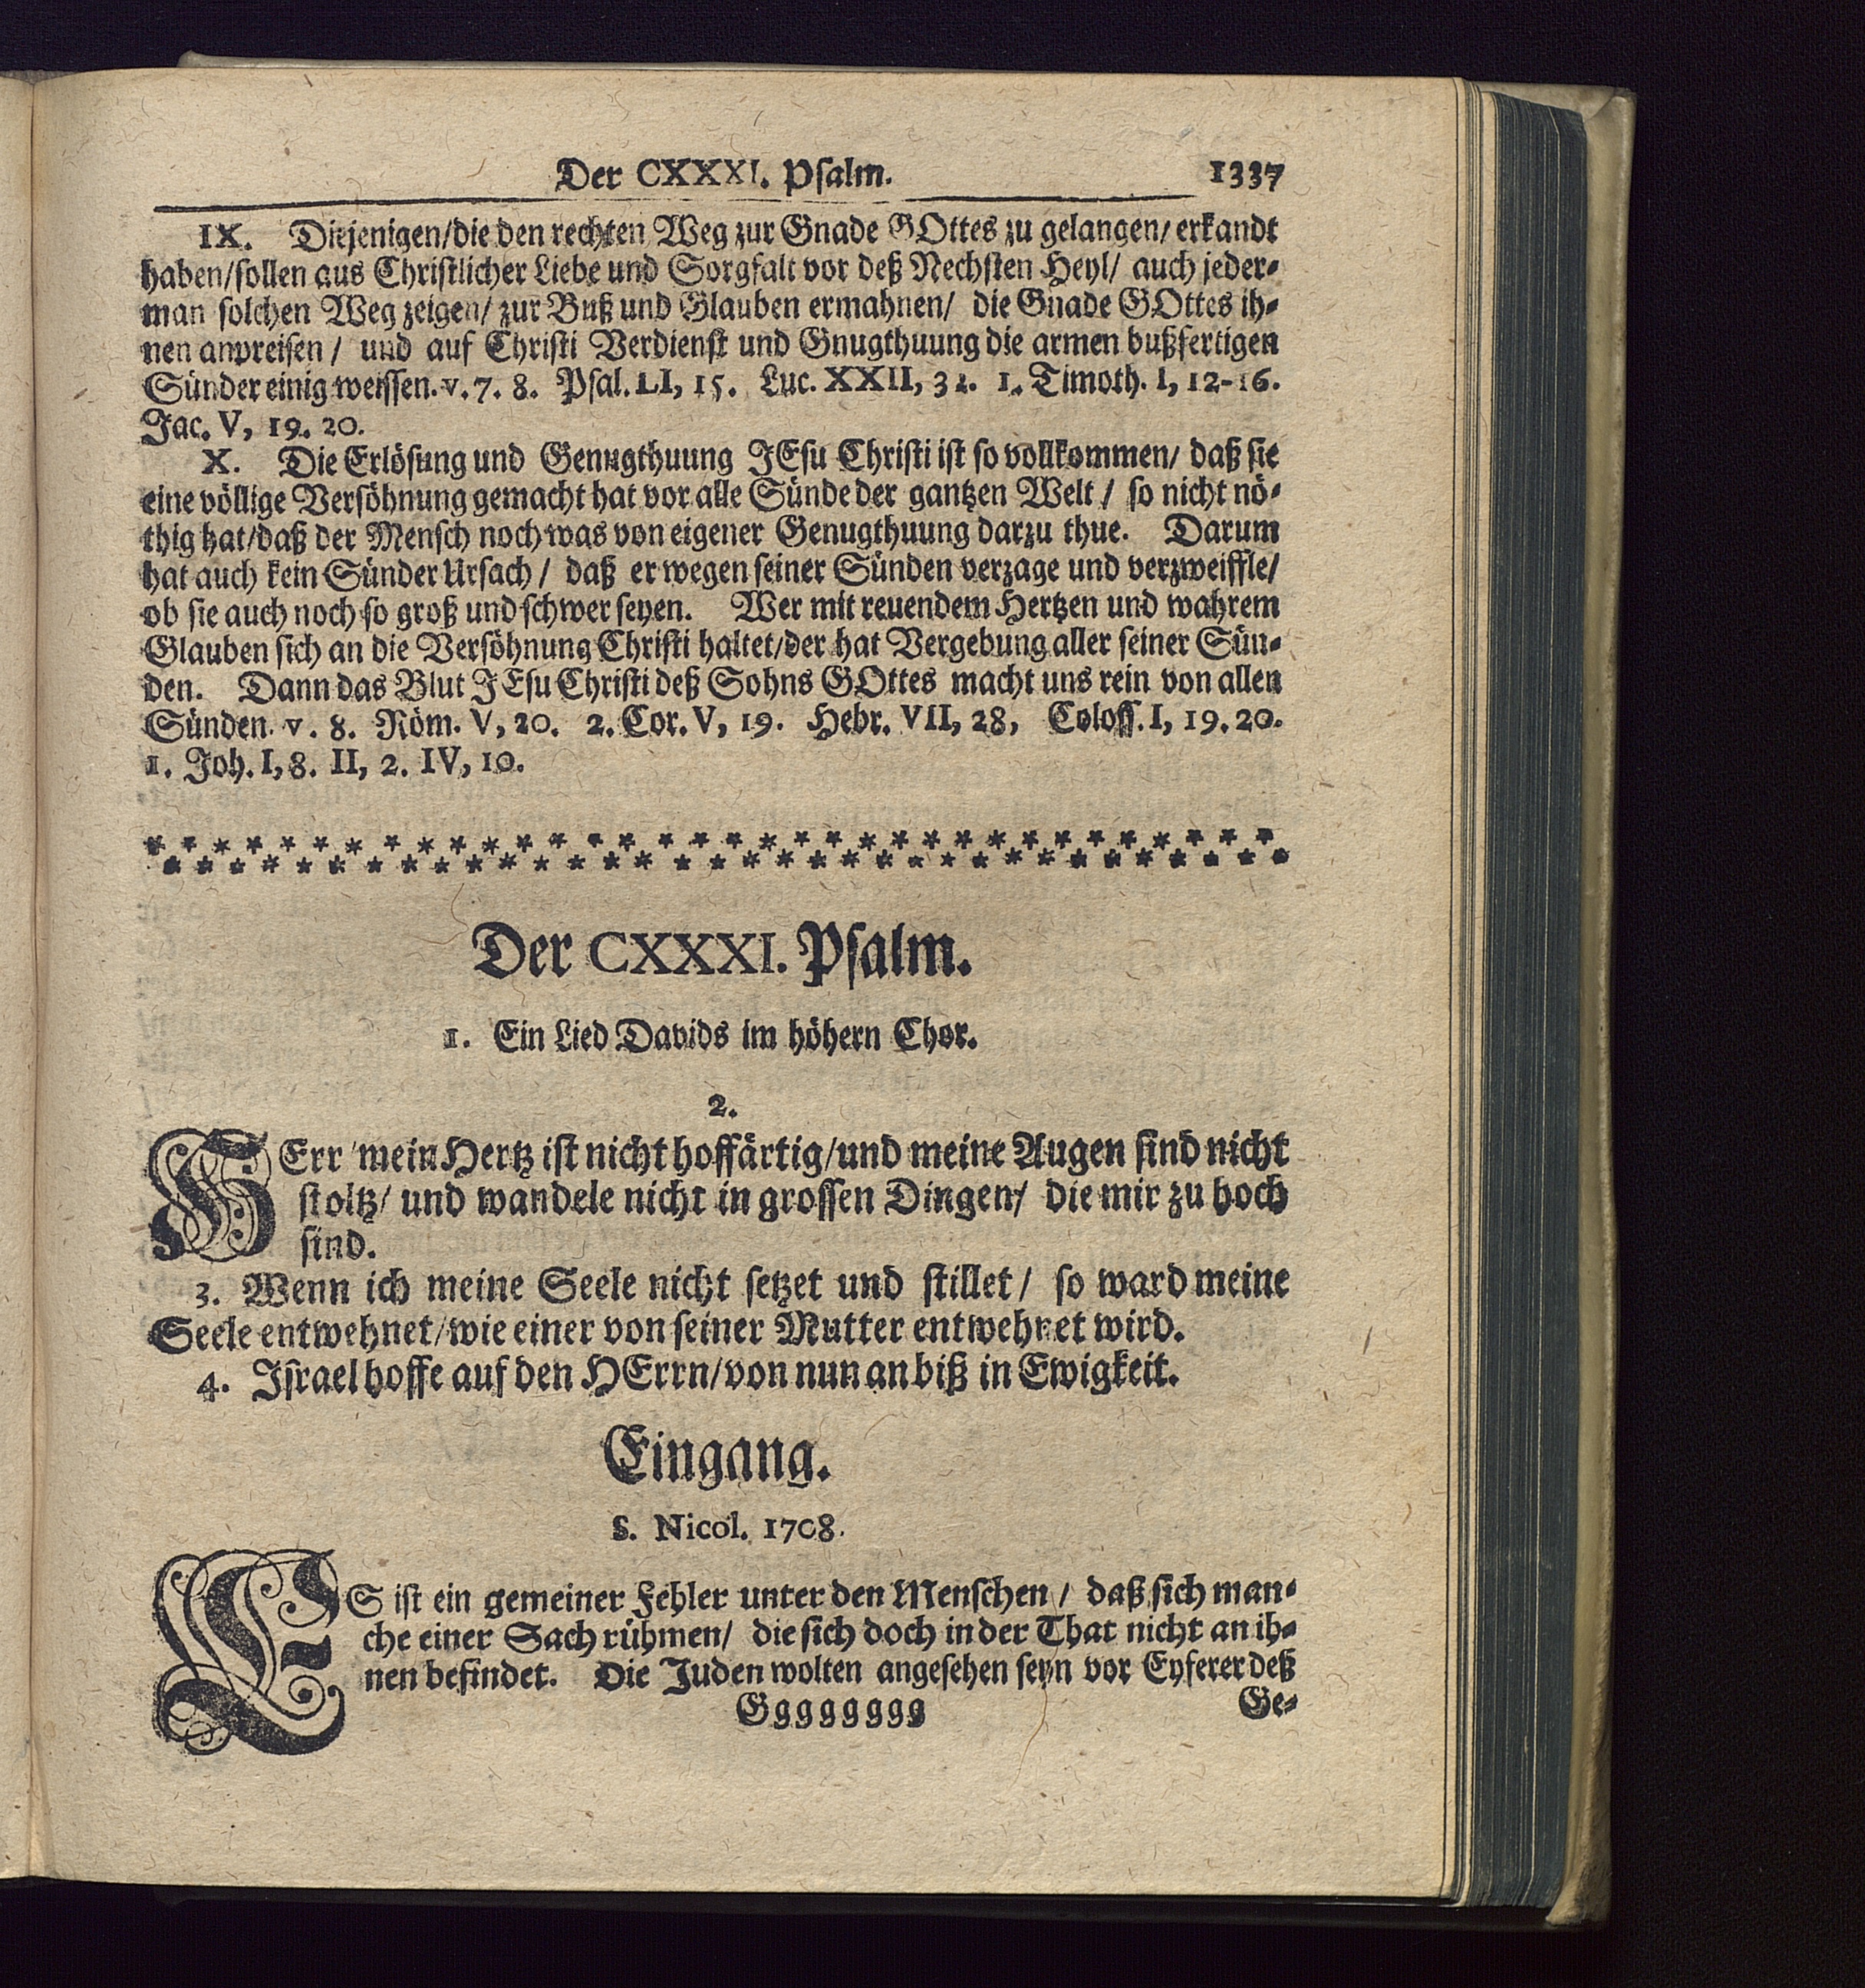 Der CXXXI. Psalm. 1337
IX. Diejenigen/die den rechten Weg zur Gnade GOttes zu gelangen/ erkandt
haben/sollen aus Christlicher Liebe und Sorgfalt vor deß Nechsten Heyl/ auch jeder-
man solchen Weg zeigen/ zur Buß und Glauben ermahnen/ die Gnade GOttes ih-
nen anpreisen/ und auf Christi Verdienst und Gnugthuung die armen bußfertigen
Sünder einig weissen. v. 7. 8. Psal. LI, 15. Luc. XXII, 32. 1. Timoth. I, 12-16.
Jac. V, 19. 20.
X. Die Erlösung und Genugthuung JEsu Christi ist so vollkommen/ daß sie
eine völlige Versöhnung gemacht hat vor alle Sünde der gantzen Welt/ so nicht nö-
thig hat/daß der Mensch noch was von eigener Genugthuung darzu thue. Darum
hat auch kein Sünder Ursach/ daß er wegen seiner Sünden verzage und verzweiffle/
ob sie auch noch so groß und schwer seyen. Wer mit reuendem Hertzen und wahrem
Glauben sich an die Versöhnung Christi haltet/der hat Vergebung aller seiner Sün-
den. Dann das Blut JEsu Christi deß Sohns GOttes macht uns rein von allen
Sünden. v. 8. Röm. V, 20. 2. Cor. V, 19. Hebr. VII, 28, Coloss. I, 19. 20.
1. Joh. I, 8. II, 2. IV, 10.
Der CXXXI. Psalm.
1. Ein Lied Davids im höhern Chor.
2.
HErr mein Hertz ist nicht hoffärtig/und meine Augen sind nicht
stoltz/ und wandele nicht in grossen Dingen/ die mir zu hoch
sind.
3. Wenn ich meine Seele nicht setzet und stillet/ so ward meine
Seele entwehnet/wie einer von seiner Mutter entwehnet wird.
4. Israel hoffe auf den HErrn/von nun an biß in Ewigkeit.
Eingang.
S. Nicol. 1708.
ES ist ein gemeiner Fehler unter den Menschen/ daß sich man-
che einer Sach rühmen/ die sich doch in der That nicht an ih-
nen befindet. Die Juden wolten angesehen seyn vor Eyferer deß
Gggggggg Ge-